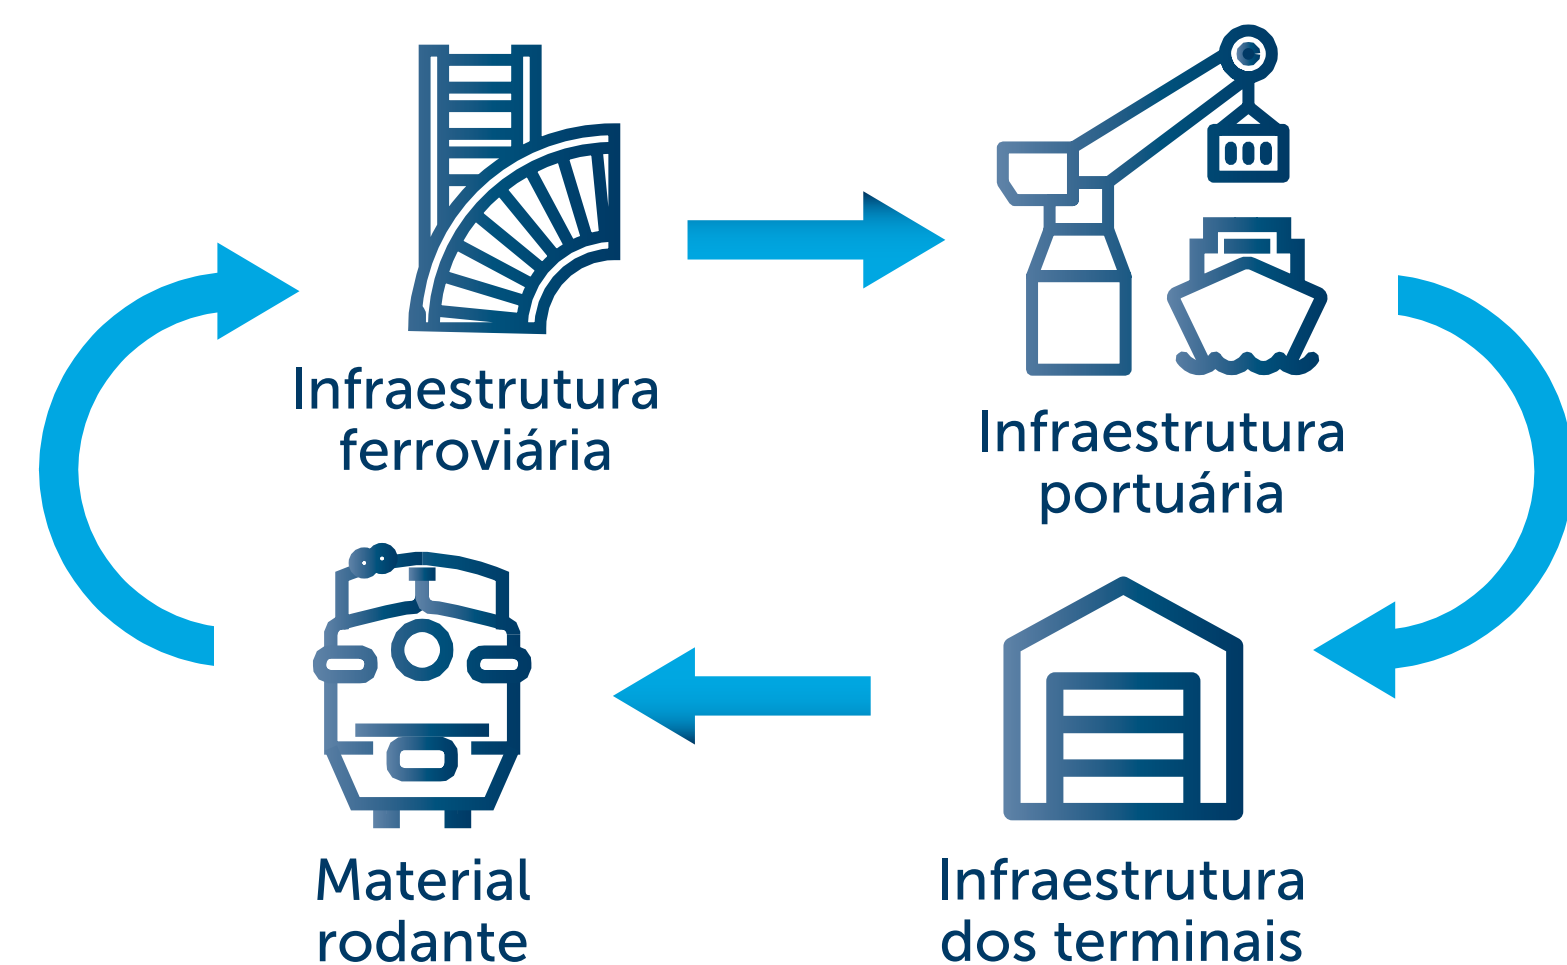 Infraestrutura
ferroviária
Infraestrutura
portuária
Material
rodante
Infraestrutura
dos terminais